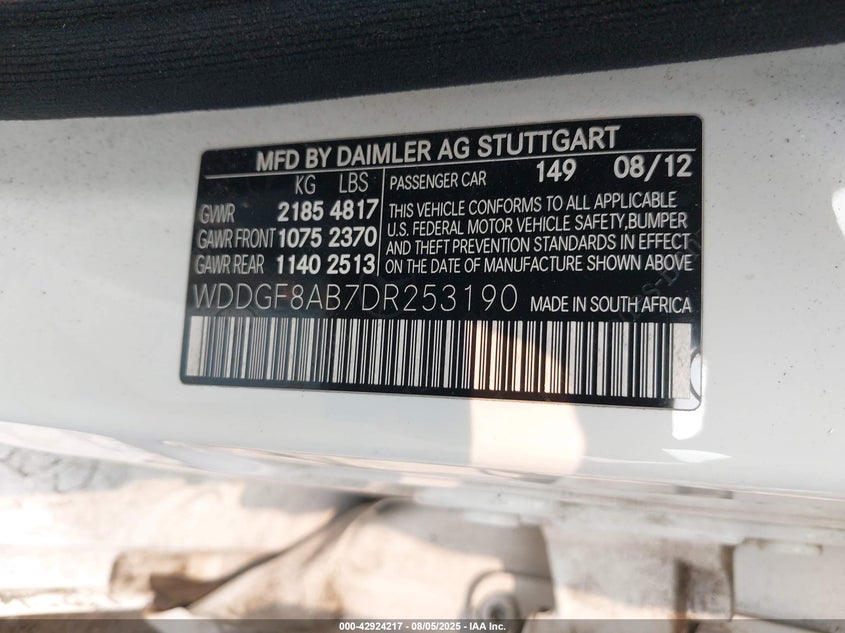 MFD BY DAIMLER AG STUTTGART
KG LBS
GVWR 2185 4817
GAWR FRONT 1075 2370
GAWR REAR 1140 2513
PASSENGER CAR 149 08/12
THIS VEHICLE CONFORMS TO ALL APPLICABLE
U.S. FEDERAL MOTOR VEHICLE SAFETY,BUMPER
AND THEFT PREVENTION STANDARDS IN EFFECT
ON THE DATE OF MANUFACTURE SHOWN ABOVE
WDDGF8AB7DR253190 MADE IN SOUTH AFRICA
000-42924217 - 08/05/2025 - IAA Inc.